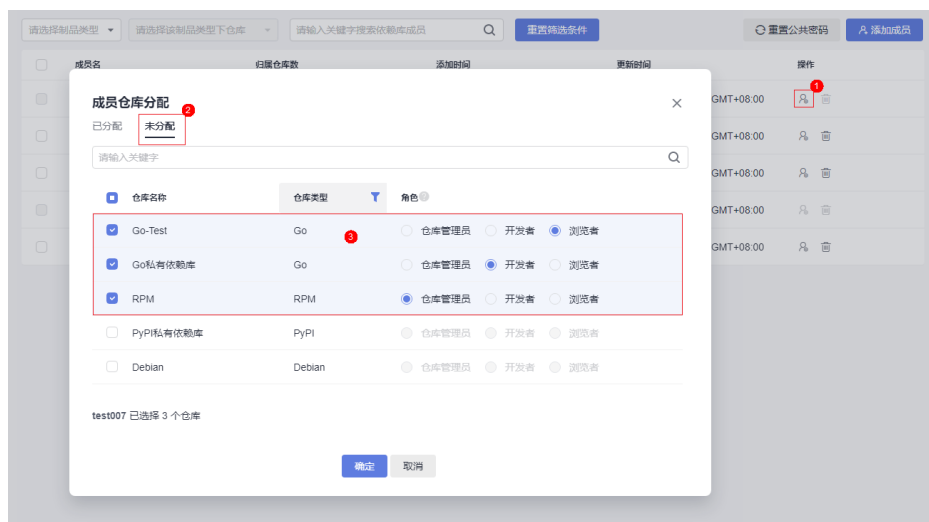 请选择制品类型 请选择该制品类型下仓库 请输入关键字搜索依赖库成员 重置筛选条件 重置公共密码 添加成员
成员名 归属仓库数 添加时间 更新时间 操作
1
成员仓库分配
GMT+08:00
2
已分配 未分配
GMT+08:00
请输入关键字
GMT+08:00
仓库名称 仓库类型 角色
GMT+08:00
Go-Test Go 3 仓库管理员 开发者 浏览者
GMT+08:00
Go私有依赖库 Go 仓库管理员 开发者 浏览者
RPM RPM 仓库管理员 开发者 浏览者
PyPI私有依赖库 PyPI 仓库管理员 开发者 浏览者
Debian Debian 仓库管理员 开发者 浏览者
test007 已选择 3 个仓库
确定 取消